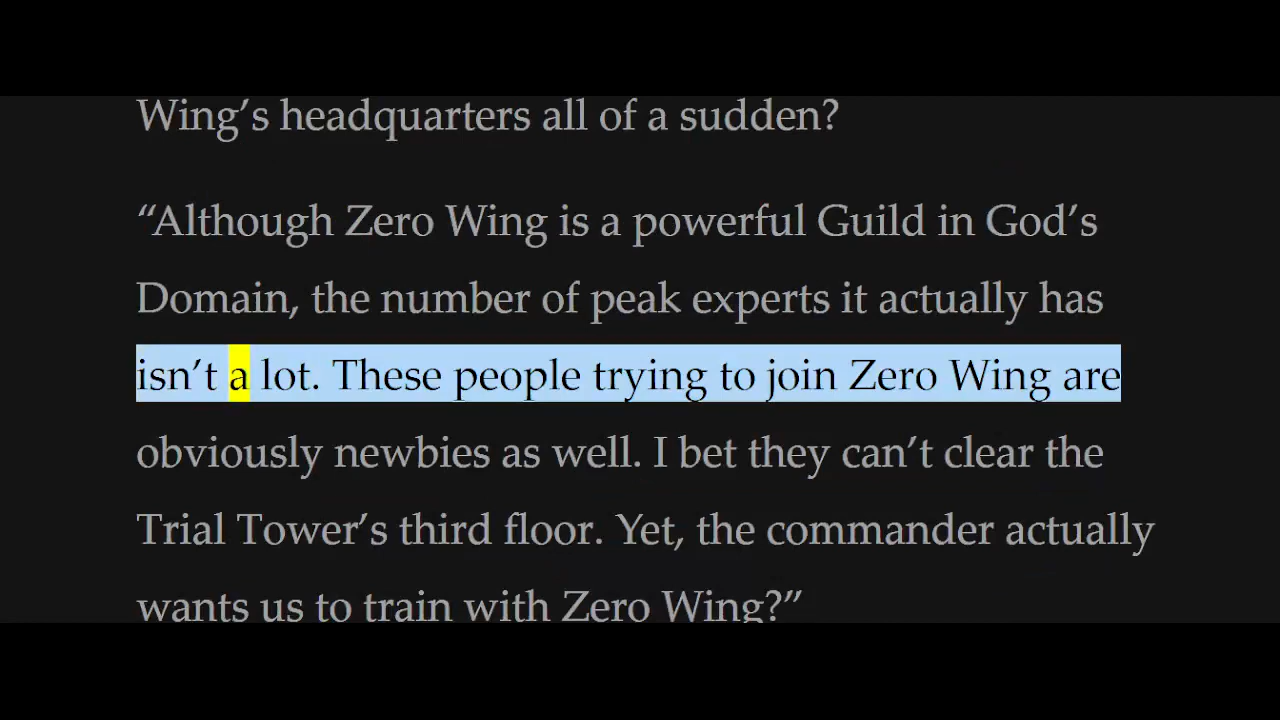 Wing’s headquarters all of a sudden?
“Although Zero Wing is a powerful Guild in God’s
Domain, the number of peak experts it actually has
isn’t a lot. These people trying to join Zero Wing are
obviously newbies as well. I bet they can’t clear the
Trial Tower’s third floor. Yet, the commander actually
wants us to train with Zero Wing?”